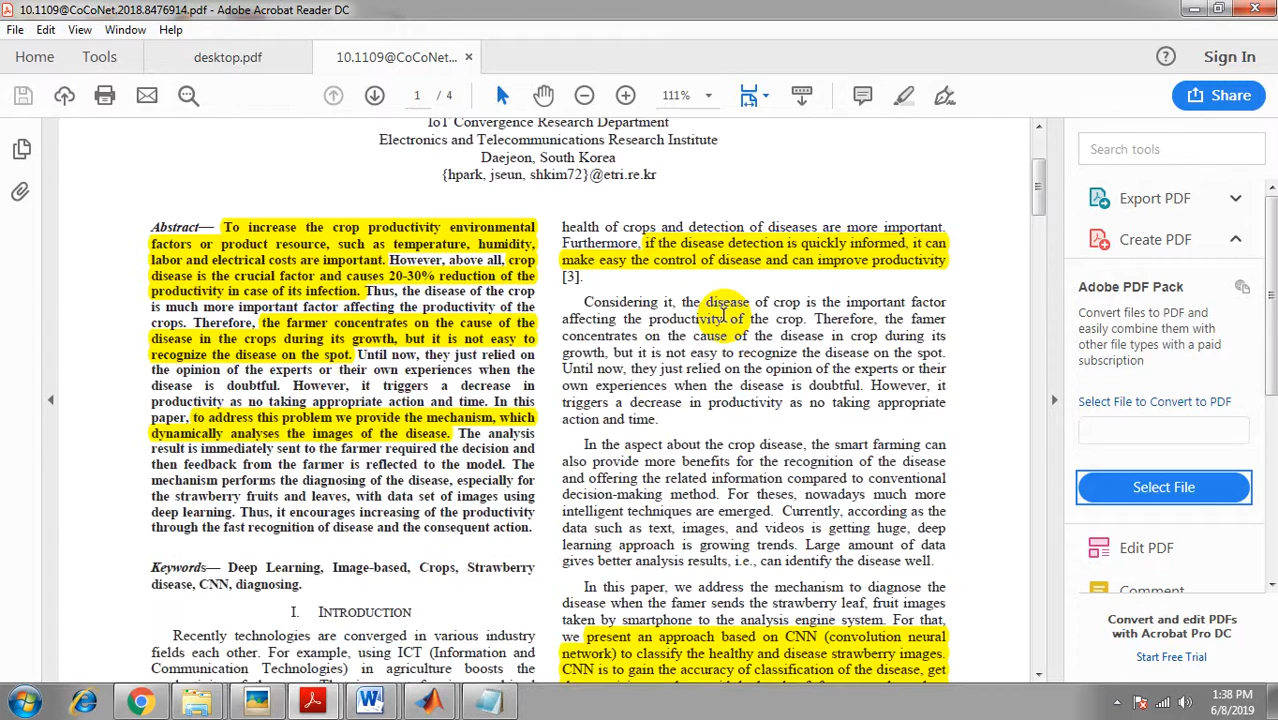 10.1109@CoCoNet.2018.8476914.pdf - Adobe Acrobat Reader DC
File Edit View Window Help
Home Tools desktop.pdf 10.1109@CoCoNet... × Sign In
1 / 4 111% Share
IoT Convergence Research Department
Electronics and Telecommunications Research Institute
Daejeon, South Korea
{hpark, jseun, shkim72}@etri.re.kr
Abstract— To increase the crop productivity environmental
factors or product resource, such as temperature, humidity,
labor and electrical costs are important. However, above all, crop
disease is the crucial factor and causes 20-30% reduction of the
productivity in case of its infection. Thus, the disease of the crop
is much more important factor affecting the productivity of the
crops. Therefore, the farmer concentrates on the cause of the
disease in the crops during its growth, but it is not easy to
recognize the disease on the spot. Until now, they just relied on
the opinion of the experts or their own experiences when the
disease is doubtful. However, it triggers a decrease in
productivity as no taking appropriate action and time. In this
paper, to address this problem we provide the mechanism, which
dynamically analyses the images of the disease. The analysis
result is immediately sent to the farmer required the decision and
then feedback from the farmer is reflected to the model. The
mechanism performs the diagnosing of the disease, especially for
the strawberry fruits and leaves, with data set of images using
deep learning. Thus, it encourages increasing of the productivity
through the fast recognition of disease and the consequent action.
Keywords— Deep Learning, Image-based, Crops, Strawberry
disease, CNN, diagnosing.
I. INTRODUCTION
Recently technologies are converged in various industry
fields each other. For example, using ICT (Information and
Communication Technologies) in agriculture boosts the
health of crops and detection of diseases are more important.
Furthermore, if the disease detection is quickly informed, it can
make easy the control of disease and can improve productivity
[3].
Considering it, the disease of crop is the important factor
affecting the productivity of the crop. Therefore, the famer
concentrates on the cause of the disease in crop during its
growth, but it is not easy to recognize the disease on the spot.
Until now, they just relied on the opinion of the experts or their
own experiences when the disease is doubtful. However, it
triggers a decrease in productivity as no taking appropriate
action and time.
In the aspect about the crop disease, the smart farming can
also provide more benefits for the recognition of the disease
and offering the related information compared to conventional
decision-making method. For theses, nowadays much more
intelligent techniques are emerged. Currently, according as the
data such as text, images, and videos is getting huge, deep
learning approach is growing trends. Large amount of data
gives better analysis results, i.e., can identify the disease well.
In this paper, we address the mechanism to diagnose the
disease when the famer sends the strawberry leaf, fruit images
taken by smartphone to the analysis engine system. For that,
we present an approach based on CNN (convolution neural
network) to classify the healthy and disease strawberry images.
CNN is to gain the accuracy of classification of the disease, get
Search tools
Export PDF
Create PDF
Adobe PDF Pack
Convert files to PDF
and easily combine them
with other file types with a
paid subscription
Select File to Convert to PDF
Select File
Edit PDF
Comment
Convert and edit PDFs
with Acrobat Pro DC
Start Free Trial
1:38 PM
6/8/2019